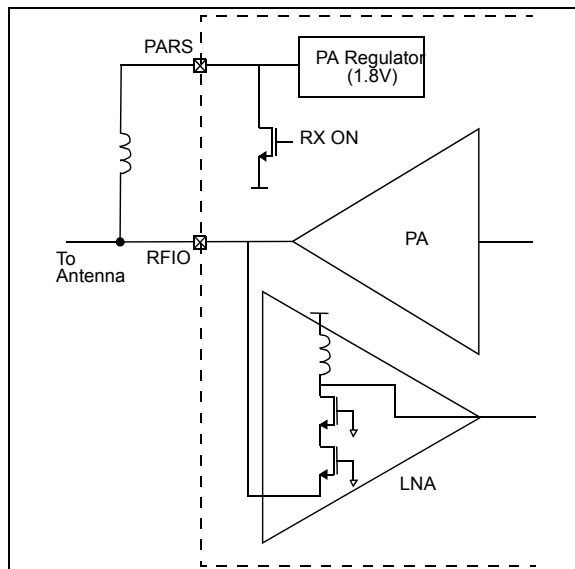 PARS
PA Regulator
(1.8V)
RX ON
PA
To
Antenna
RFIO
LNA